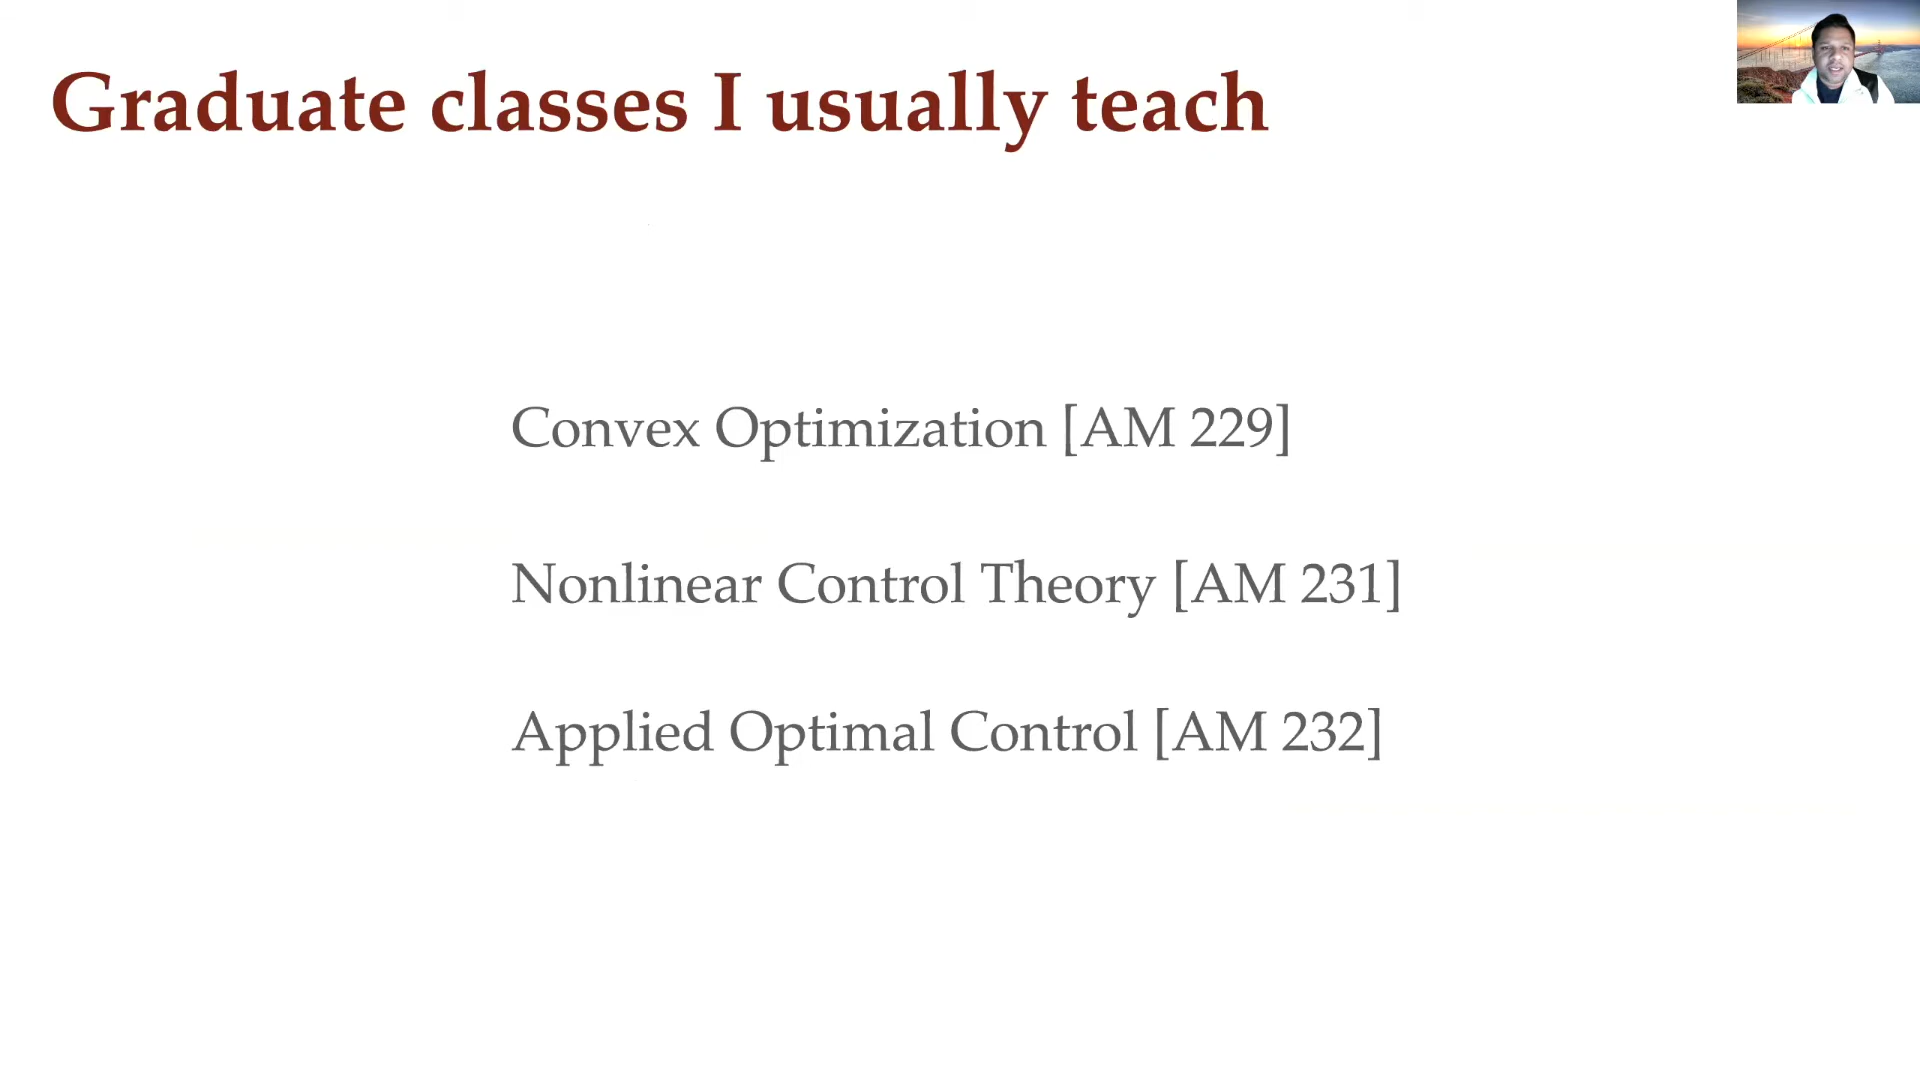 Graduate classes I usually teach
Convex Optimization [AM 229]
Nonlinear Control Theory [AM 231]
Applied Optimal Control [AM 232]